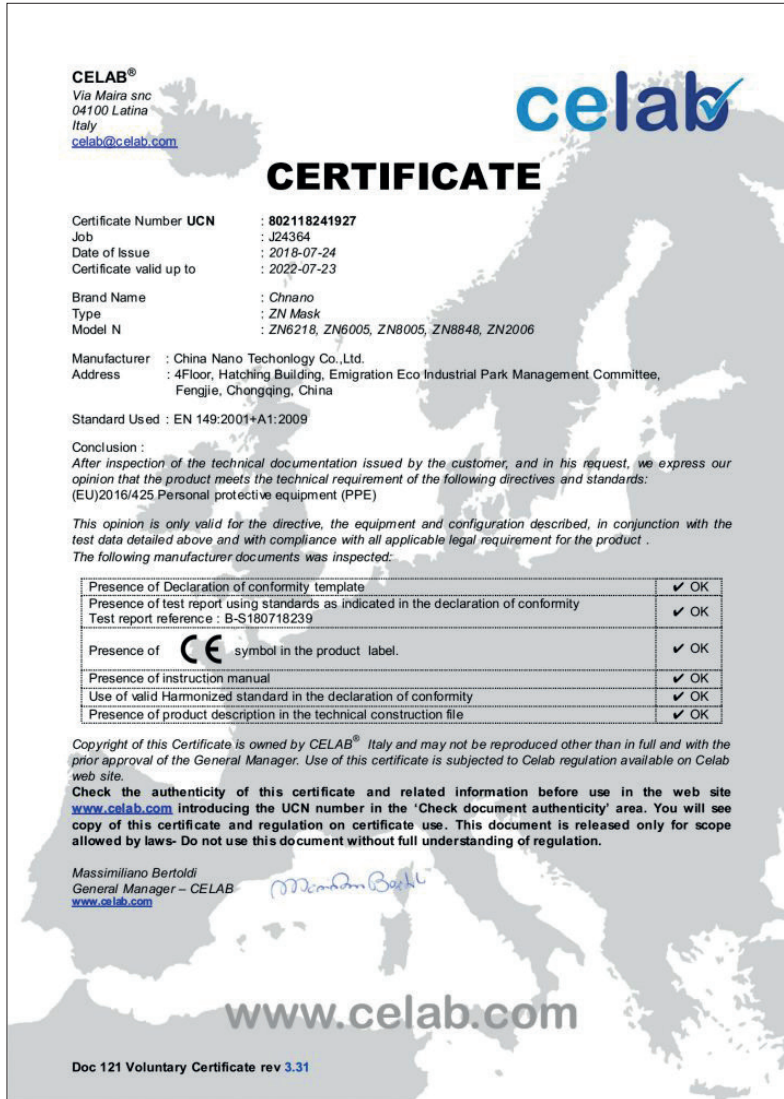 CELAB®
Via Maira snc
04100 Latina
Italy
celab@celab.com
celab
CERTIFICATE
Certificate Number UCN : 802118241927
Job : J24364
Date of Issue : 2018-07-24
Certificate valid up to : 2022-07-23
Brand Name : Chnano
Type : ZN Mask
Model N : ZN6218, ZN6005, ZN8005, ZN8848, ZN2006
Manufacturer : China Nano Techonlogy Co.,Ltd.
Address : 4Floor, Hatching Building, Emigration Eco Industrial Park Management Committee,
Fengjie, Chongqing, China
Standard Used : EN 149:2001+A1:2009
Conclusion :
After inspection of the technical documentation issued by the customer, and in his request, we express our
opinion that the product meets the technical requirement of the following directives and standards:
(EU)2016/425 Personal protective equipment (PPE)
This opinion is only valid for the directive, the equipment and configuration described, in conjunction with the
test data detailed above and with compliance with all applicable legal requirement for the product .
The following manufacturer documents was inspected:
Presence of Declaration of conformity template ✔ OK
Presence of test report using standards as indicated in the declaration of conformity
Test report reference : B-S180718239 ✔ OK
Presence of CE symbol in the product label. ✔ OK
Presence of instruction manual ✔ OK
Use of valid Harmonized standard in the declaration of conformity ✔ OK
Presence of product description in the technical construction file ✔ OK
Copyright of this Certificate is owned by CELAB® Italy and may not be reproduced other than in full and with the
prior approval of the General Manager. Use of this certificate is subjected to Celab regulation available on Celab
web site.
Check the authenticity of this certificate and related information before use in the web site
www.celab.com introducing the UCN number in the ‘Check document authenticity’ area. You will see
copy of this certificate and regulation on certificate use. This document is released only for scope
allowed by laws- Do not use this document without full understanding of regulation.
Massimiliano Bertoldi
General Manager – CELAB
www.celab.com
www.celab.com
Doc 121 Voluntary Certificate rev 3.31